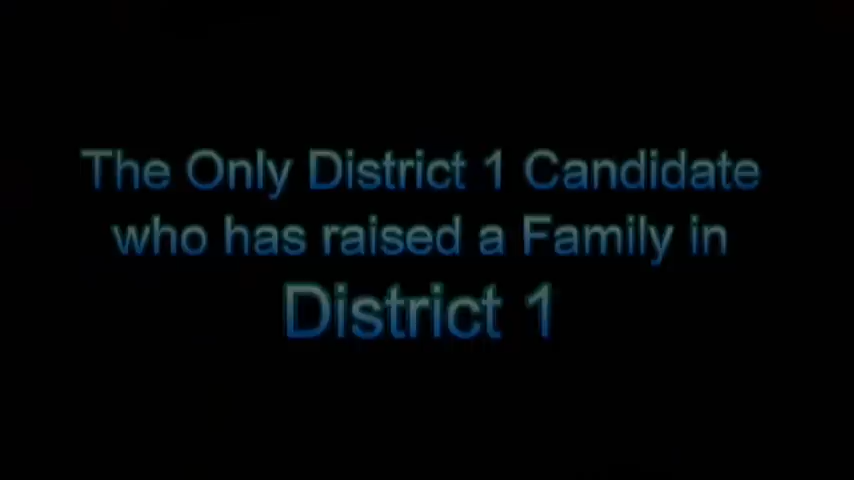 The Only District 1 Candidate
who has raised a Family in
District 1